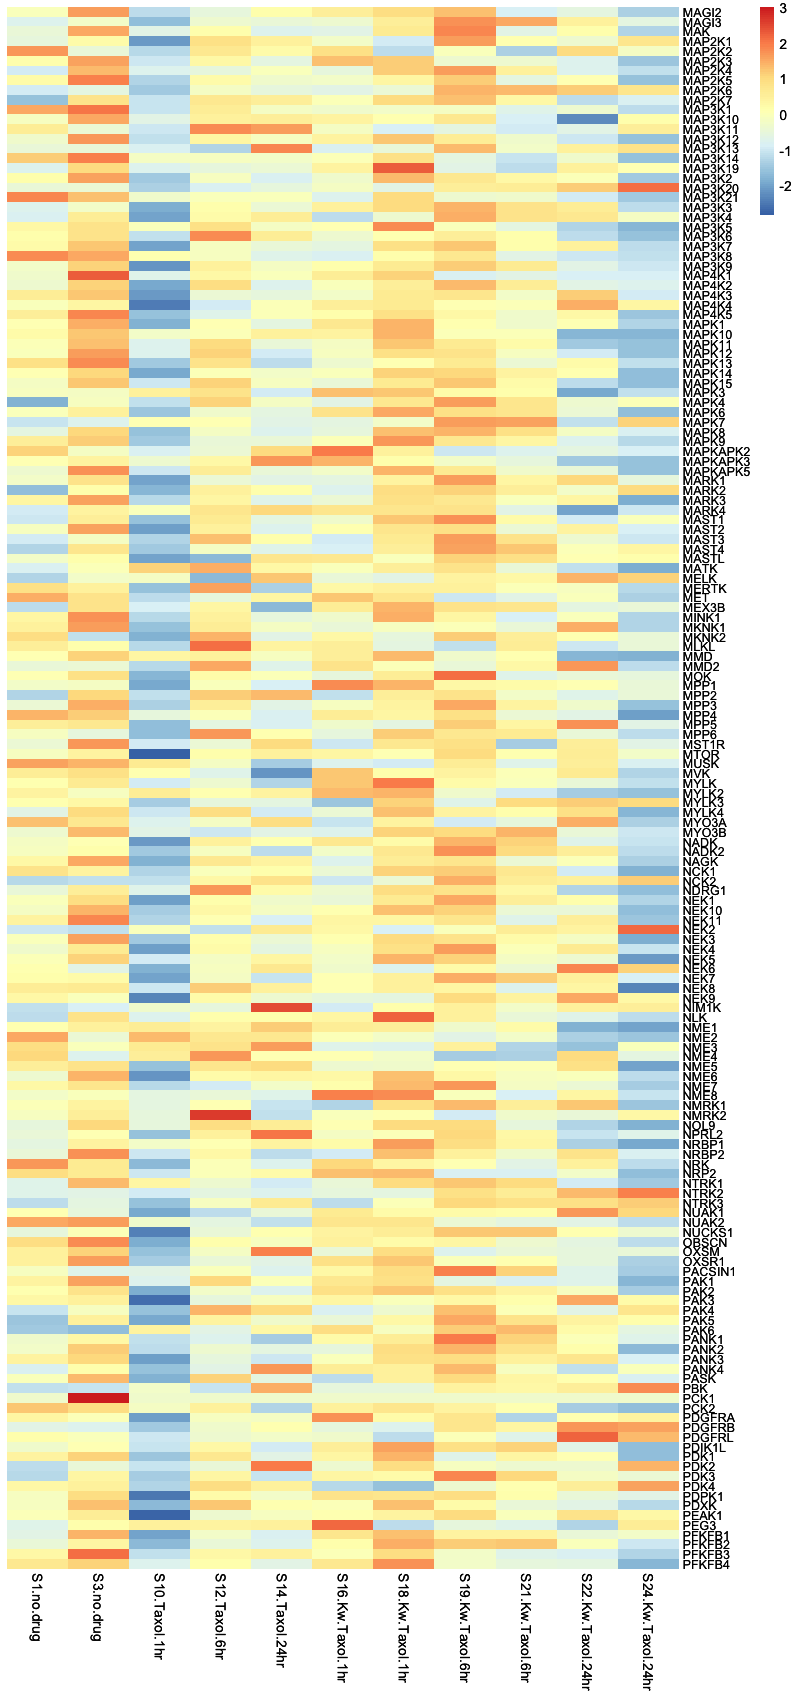 MAGI2
MAGI3
MAK
MAP2K1
MAP2K2
MAP2K3
MAP2K4
MAP2K5
MAP2K6
MAP2K7
MAP3K1
MAP3K10
MAP3K11
MAP3K12
MAP3K13
MAP3K14
MAP3K19
MAP3K2
MAP3K20
MAP3K21
MAP3K3
MAP3K4
MAP3K5
MAP3K6
MAP3K7
MAP3K8
MAP3K9
MAP4K1
MAP4K2
MAP4K3
MAP4K4
MAP4K5
MAPK1
MAPK10
MAPK11
MAPK12
MAPK13
MAPK14
MAPK15
MAPK3
MAPK4
MAPK6
MAPK7
MAPK8
MAPK9
MAPKAPK2
MAPKAPK3
MAPKAPK5
MARK1
MARK2
MARK3
MARK4
MAST1
MAST2
MAST3
MAST4
MASTL
MATK
MELK
MERTK
MET
MEX3B
MINK1
MKNK1
MKNK2
MLKL
MMD
MMD2
MOK
MPP1
MPP2
MPP3
MPP4
MPP5
MPP6
MST1R
MTOR
MUSK
MVK
MYLK
MYLK2
MYLK3
MYLK4
MYO3A
MYO3B
NADK
NADK2
NAGK
NCK1
NCK2
NDRG1
NEK1
NEK10
NEK11
NEK2
NEK3
NEK4
NEK5
NEK6
NEK7
NEK8
NEK9
NIM1K
NLK
NME1
NME2
NME3
NME4
NME5
NME6
NME7
NME8
NMRK1
NMRK2
NOL9
NPRL2
NRBP1
NRBP2
NRK
NRP2
NTRK1
NTRK2
NTRK3
NUAK1
NUAK2
NUCKS1
OBSCN
OXSM
OXSR1
PACSIN1
PAK1
PAK2
PAK3
PAK4
PAK5
PAK6
PANK1
PANK2
PANK3
PANK4
PASK
PBK
PCK1
PCK2
PDGFRA
PDGFRB
PDGFRL
PDIK1L
PDK1
PDK2
PDK3
PDK4
PDPK1
PDXK
PEAK1
PEG3
PFKFB1
PFKFB2
PFKFB3
PFKFB4
3
2
1
0
-1
-2
S1.no.drug
S3.no.drug
S10.Taxol.1hr
S12.Taxol.6hr
S14.Taxol.24hr
S16.Kw.Taxol.1hr
S18.Kw.Taxol.1hr
S19.Kw.Taxol.6hr
S21.Kw.Taxol.6hr
S22.Kw.Taxol.24hr
S24.Kw.Taxol.24hr